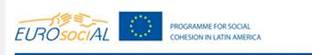 EUROsociAL
PROGRAMME FOR SOCIAL
COHESION IN LATIN AMERICA